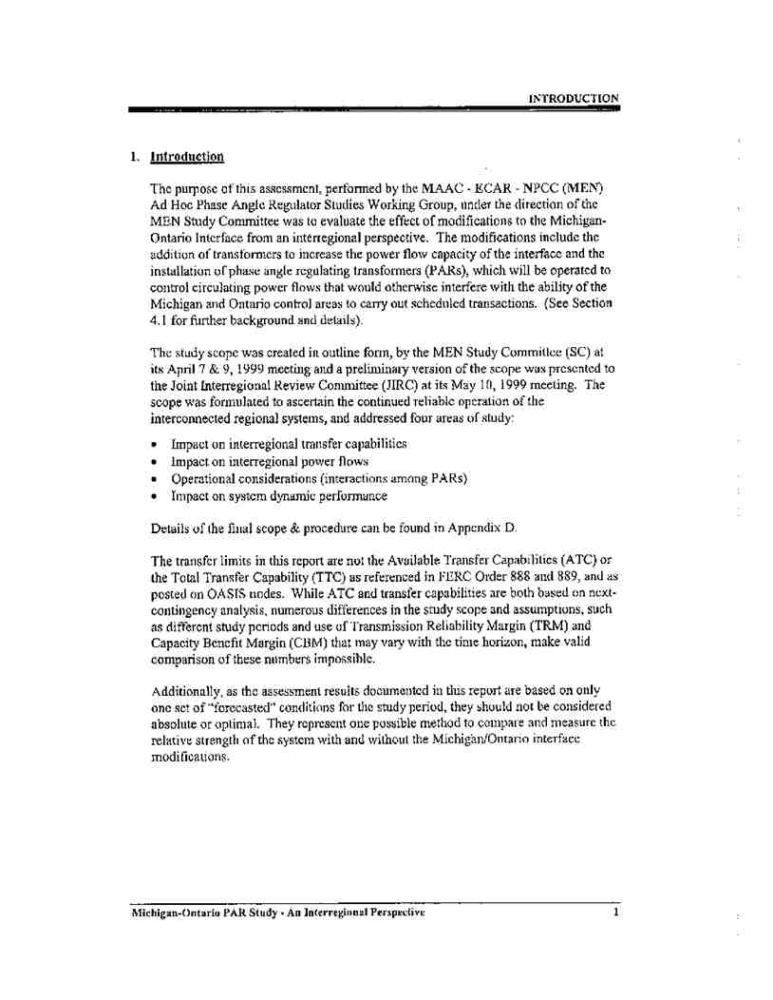 INTRODUCTION
1. Introduction
The purpose of this assessment, performed by the MAAC - ECAR - NPCC (MEN)
Ad Hoc Phase Angle Regulator Studies Working Group, under the direction of the
MEN Study Committee was to evaluate the effect of modifications to the Michigan-
Ontario Interface from an interregional perspective. The modifications include the
addition of transformers to increase the power flow capacity of the interface and the
installation of phase angle regulating transformers (PARs), which will be operated to
control circulating power flows that would otherwise interfere with the ability of the
Michigan and Ontario control areas to carry out scheduled transactions. (See Section
4.1 for further background and details).
The study scope was created in outline form, by the MEN Study Committee (SC) at
its April 7 & 9, 1999 meeting and a preliminary version of the scope was presented to
the Joint Interregional Review Committee (JIRC) at its May 10, 1999 meeting. The
scope was formulated to ascertain the continued reliable operation of the
interconnected regional systems, and addressed four areas of study:
• Impact on interregional transfer capabilities
• Impact on interregional power flows
• Operational considerations (interactions among PARs)
• Impact on system dynamic performance
Details of the final scope & procedure can be found in Appendix D.
The transfer limits in this report are not the Available Transfer Capabilities (ATC) or
the Total Transfer Capability (TTC) as referenced in FERC Order 888 and 889, and as
posted on OASIS nodes. While ATC and transfer capabilities are both based on next-
contingency analysis, numerous differences in the study scope and assumptions, such
as different study periods and use of Transmission Reliability Margin (TRM) and
Capacity Benefit Margin (CBM) that may vary with the time horizon, make valid
comparison of these numbers impossible.
Additionally, as the assessment results documented in this report are based on only
one set of "forecasted" conditions for the study period, they should not be considered
absolute or optimal. They represent one possible method to compare and measure the
relative strength of the system with and without the Michigan/Ontario interface
modifications.
Michigan-Ontario PAR Study - An Interregional Perspective 1